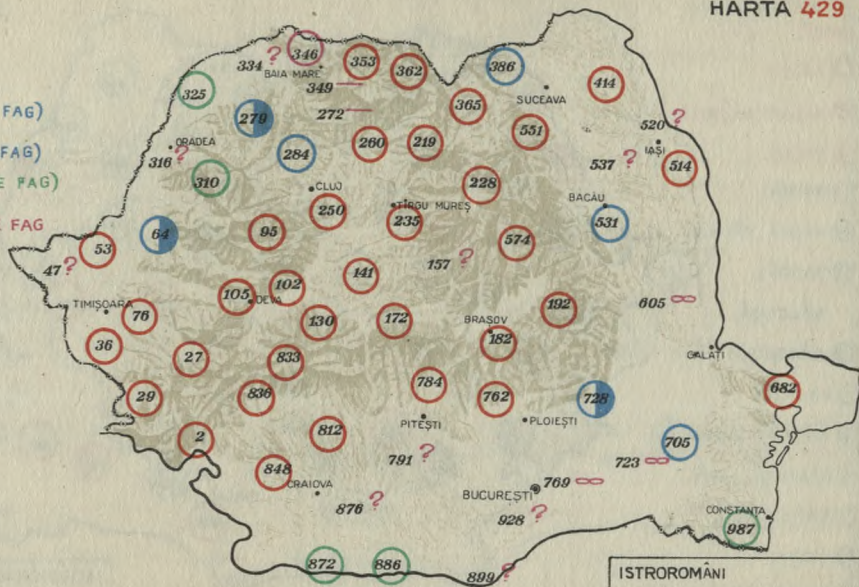 HARTA 429
FAG)
FAG)
E FAG)
FAG
346
334 ?
BAIA MARE
353
362
386
349 —
325
414
365
SUCEAVA
279
272 —
551
520 ?
ORADEA
316 ?
284
260
219
537 ?
IAȘI
514
310
CLUJ
228
250
TÎRGU MUREȘ
235
BACĂU
531
64
95
574
53
47 ?
157 ?
141
102
105
DEVA
192
605 ∞
TIMIȘOARA
76
130
172
BRAȘOV
182
36
GALAȚI
27
833
29
836
784
762
728
682
PITEȘTI
PLOIEȘTI
2
812
705
791 ?
723 ∞
848
CRAIOVA
769 ∞
BUCUREȘTI
876 ?
928 ?
CONSTANȚA
987
872
886
899 ?
ISTROROMÂNI